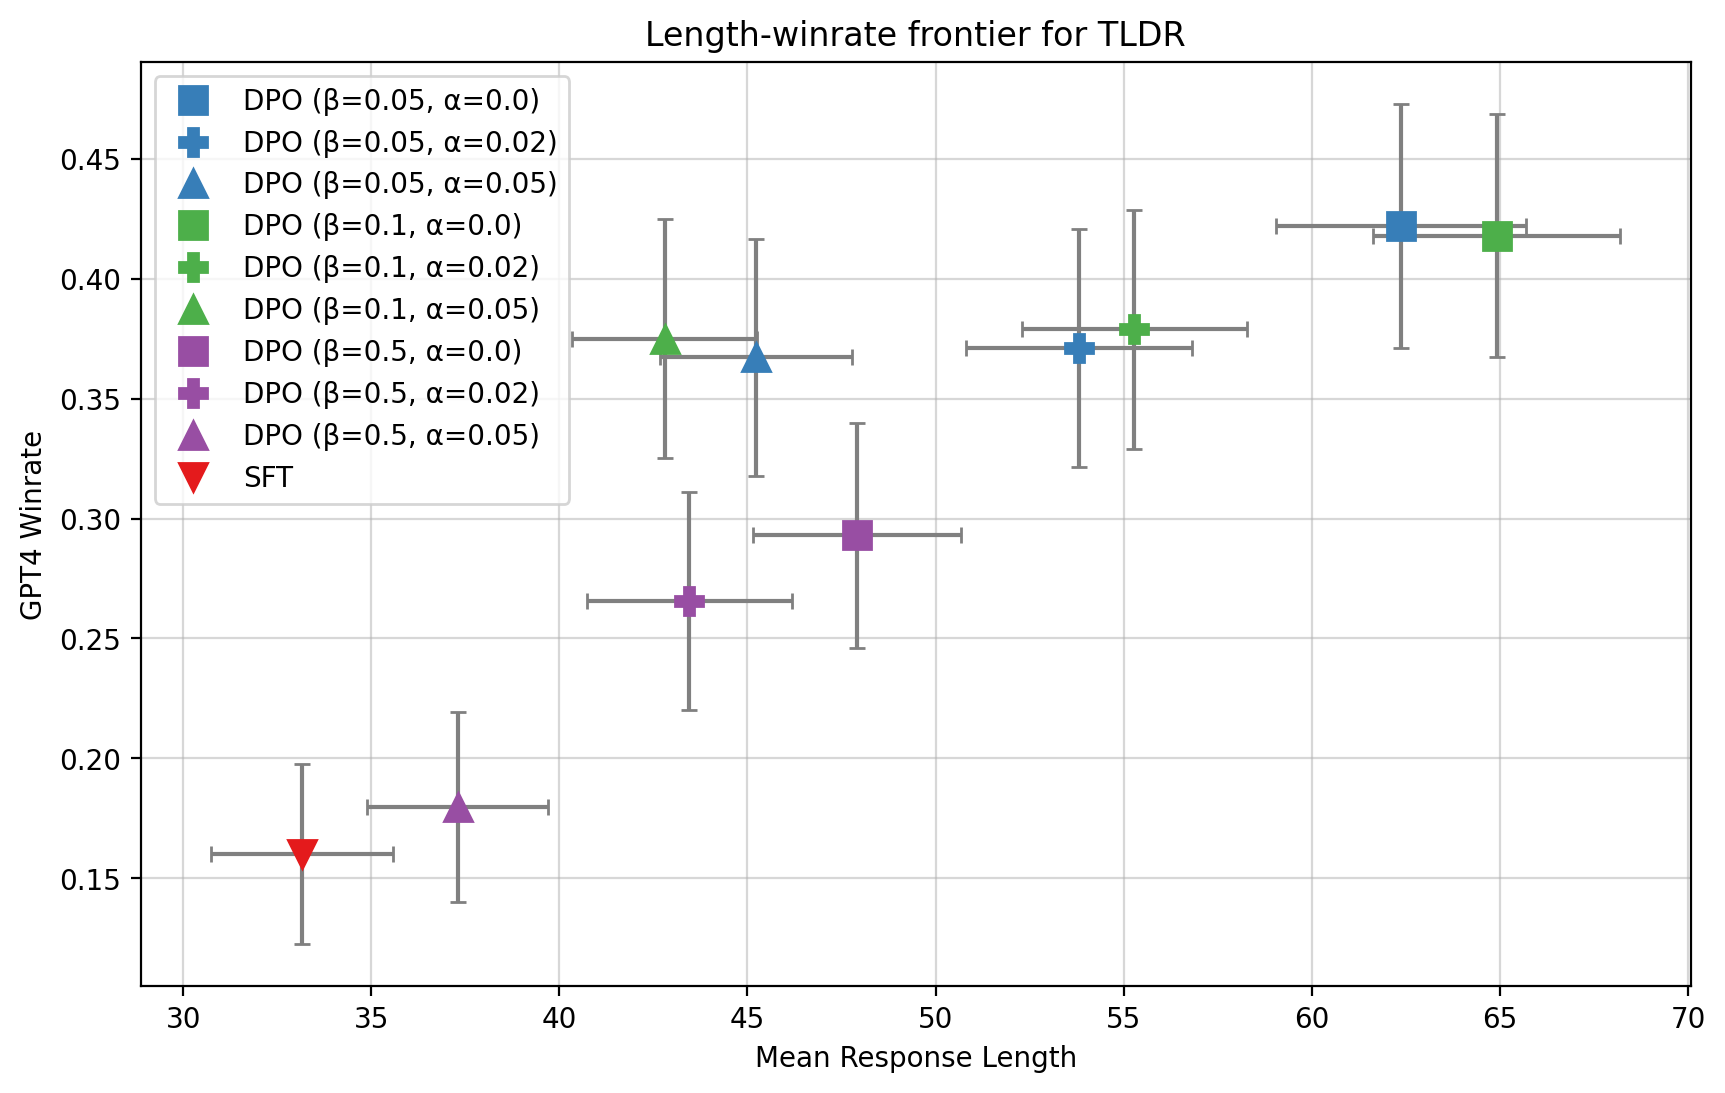 Length-winrate frontier for TLDR
DPO (β=0.05, α=0.0)
DPO (β=0.05, α=0.02)
DPO (β=0.05, α=0.05)
DPO (β=0.1, α=0.0)
DPO (β=0.1, α=0.02)
DPO (β=0.1, α=0.05)
DPO (β=0.5, α=0.0)
DPO (β=0.5, α=0.02)
DPO (β=0.5, α=0.05)
SFT
GPT4 Winrate
0.45
0.40
0.35
0.30
0.25
0.20
0.15
30 35 40 45 50 55 60 65 70
Mean Response Length